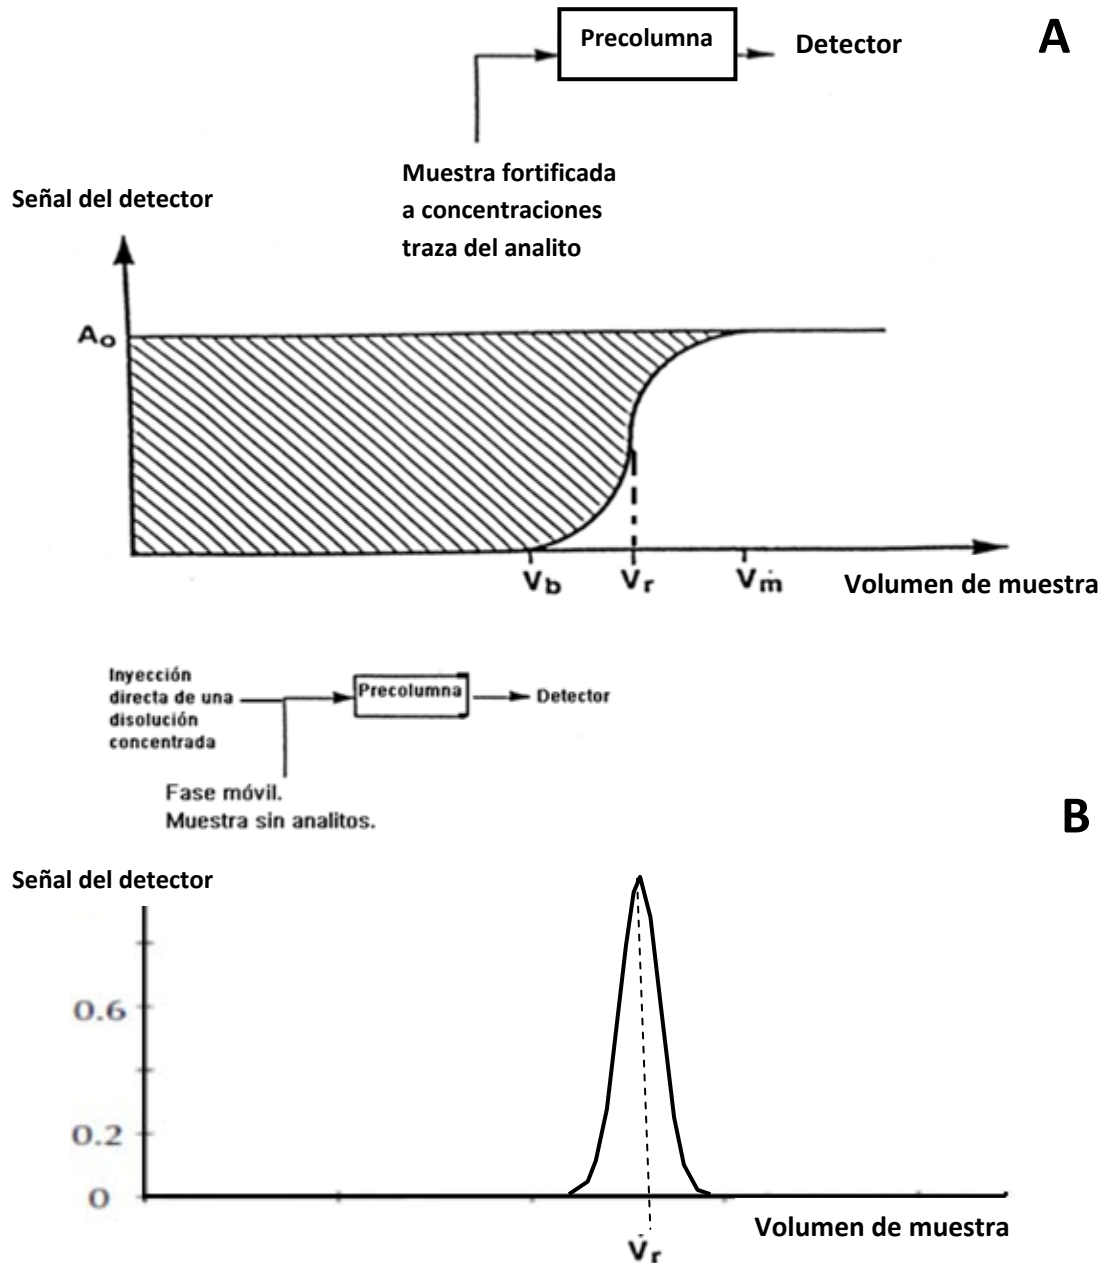 A
Precolumna
Detector
Muestra fortificada
a concentraciones
traza del analito
Señal del detector
Ao
Vb
Vr
Vm
Volumen de muestra
Inyección
directa de una
disolución
concentrada
Precolumna
Detector
Fase móvil.
Muestra sin analitos.
B
Señal del detector
0.6
0.2
0
Volumen de muestra
Vr